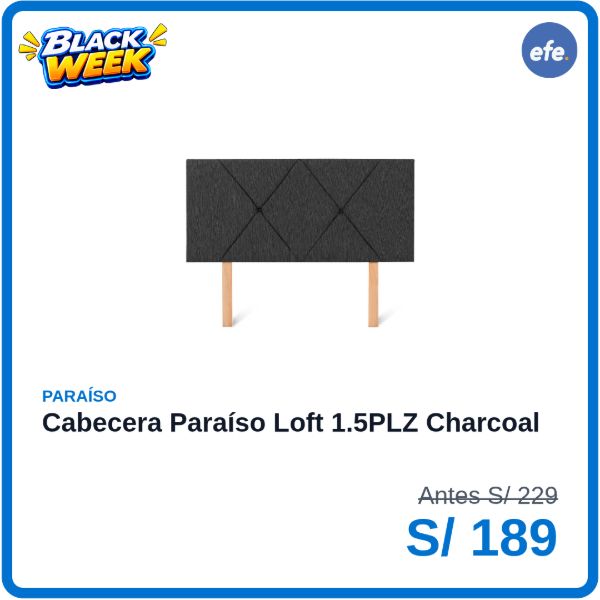 BLACK
WEEK
efe.
PARAÍSO
Cabecera Paraíso Loft 1.5PLZ Charcoal
Antes S/ 229
S/ 189